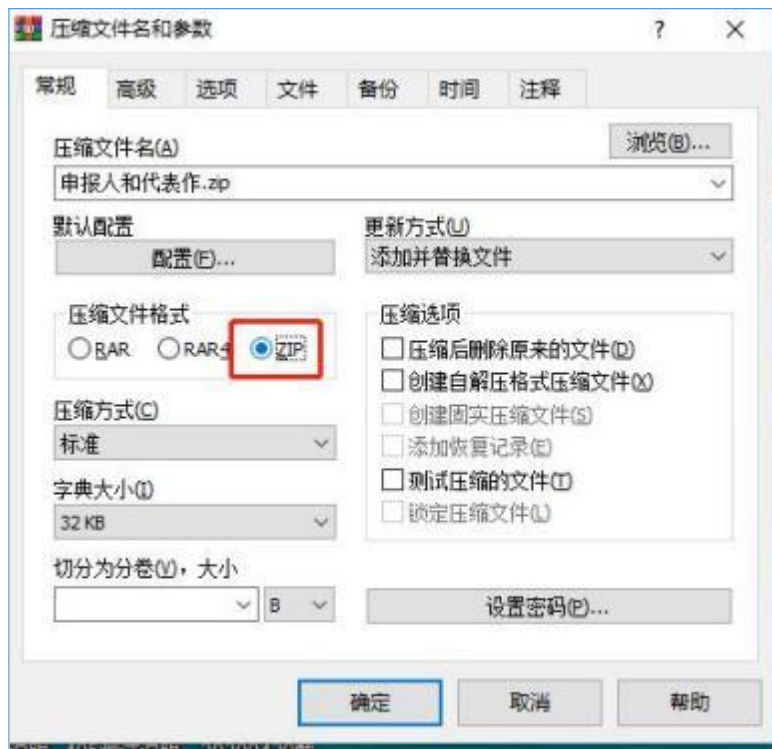 压缩文件名和参数
常规 高级 选项 文件 备份 时间 注释
压缩文件名(A)
浏览(B)...
申报人和代表作.zip
默认配置
配置(F)...
更新方式(U)
添加并替换文件
压缩文件格式
RAR RAR4 ZIP
压缩选项
压缩后删除原来的文件(D)
创建自解压格式压缩文件(X)
创建固实压缩文件(S)
添加恢复记录(E)
测试压缩的文件(T)
锁定压缩文件(L)
压缩方式(C)
标准
字典大小(I)
32 KB
切分为分卷(V)，大小
B
设置密码(P)...
确定 取消 帮助